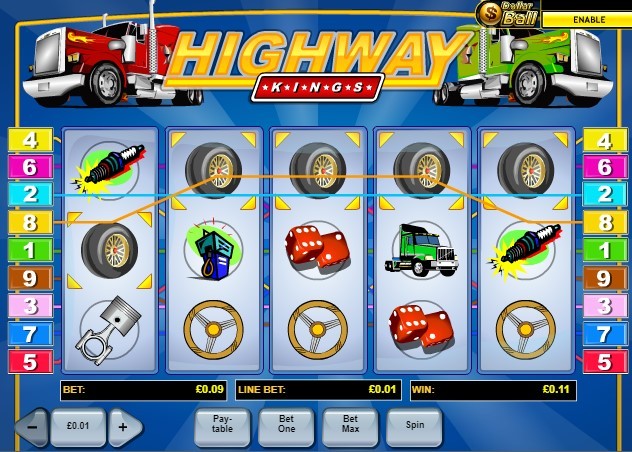 Dollar Ball
ENABLE
HIGHWAY
K·I·N·G·S
4
6
2
8
1
9
3
7
5
4
6
2
8
1
9
3
7
5
BET: £0.09
LINE BET: £0.01
WIN: £0.11
− £0.01 +
Pay-
table
Bet
One
Bet
Max
Spin